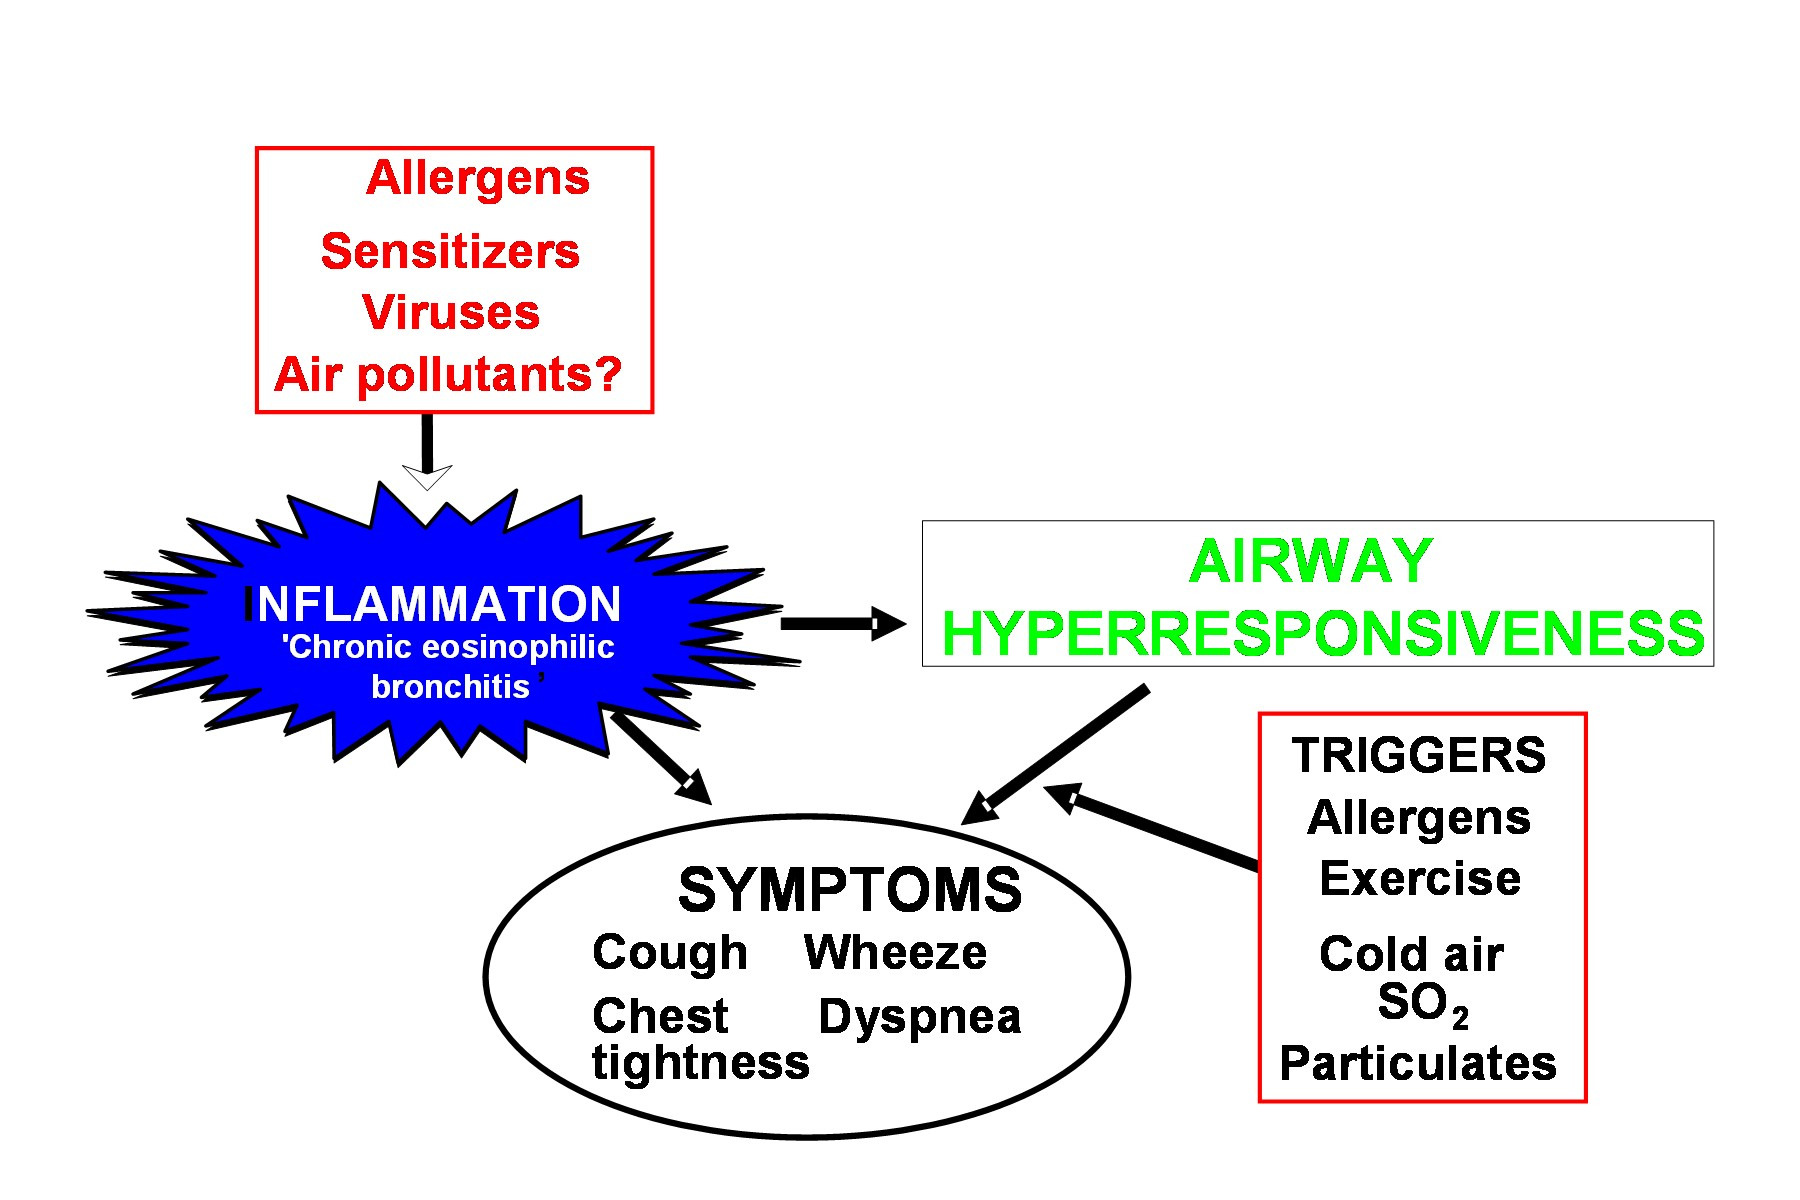 Allergens
Sensitizers
Viruses
Air pollutants?
INFLAMMATION
'Chronic eosinophilic
bronchitis’
AIRWAY
HYPERRESPONSIVENESS
TRIGGERS
Allergens
Exercise
Cold air
SO₂
Particulates
SYMPTOMS
Cough Wheeze
Chest Dyspnea
tightness